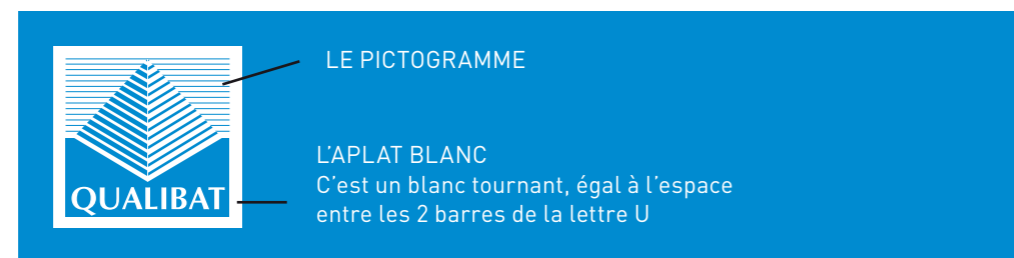 LE PICTOGRAMME
QUALIBAT
L’APLAT BLANC
C’est un blanc tournant, égal à l’espace
entre les 2 barres de la lettre U